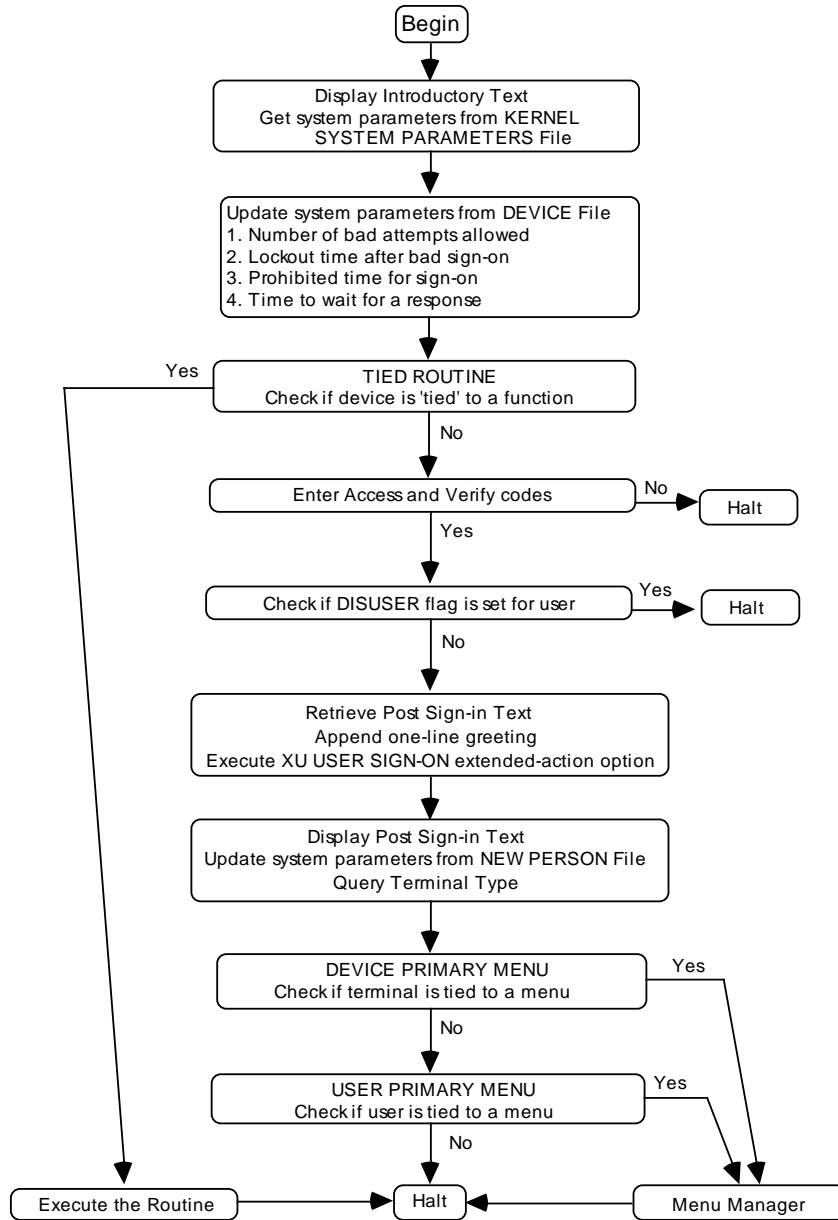 Begin
Display Introductory Text
Get system parameters from KERNEL
SYSTEM PARAMETERS File
Update system parameters from DEVICE File
1. Number of bad attempts allowed
2. Lockout time after bad sign-on
3. Prohibited time for sign-on
4. Time to wait for a response
Yes
TIED ROUTINE
Check if device is 'tied' to a function
No
Enter Access and Verify codes
No
Halt
Yes
Check if DISUSER flag is set for user
Yes
Halt
No
Retrieve Post Sign-in Text
Append one-line greeting
Execute XU USER SIGN-ON extended-action option
Display Post Sign-in Text
Update system parameters from NEW PERSON File
Query Terminal Type
DEVICE PRIMARY MENU
Check if terminal is tied to a menu
Yes
No
USER PRIMARY MENU
Check if user is tied to a menu
Yes
No
Execute the Routine
Halt
Menu Manager